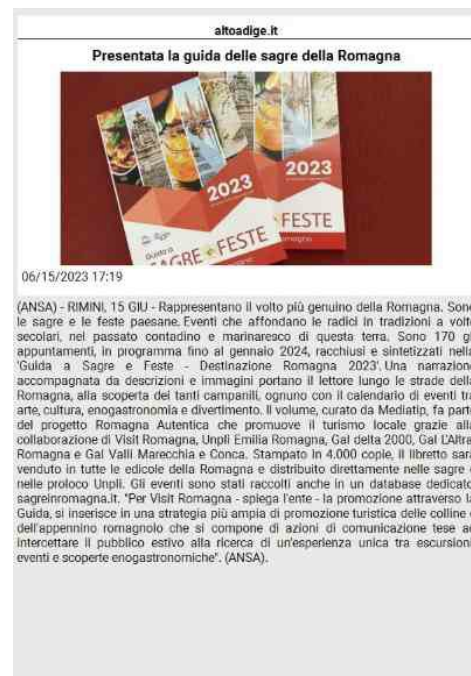 altoadige.it
Presentata la guida delle sagre della Romagna
2023
2023
SAGRE e FESTE
FESTE
06/15/2023 17:19
(ANSA) - RIMINI, 15 GIU - Rappresentano il volto più genuino della Romagna. Sono
le sagre e le feste paesane. Eventi che affondano le radici in tradizioni a volte
secolari, nel passato contadino e marinaresco di questa terra. Sono 170 gli
appuntamenti, in programma fino al gennaio 2024, racchiusi e sintetizzati nella
'Guida a Sagre e Feste - Destinazione Romagna 2023'. Una narrazione
accompagnata da descrizioni e immagini portano il lettore lungo le strade della
Romagna, alla scoperta dei tanti campanili, ognuno con il calendario di eventi tra
arte, cultura, enogastronomia e divertimento. Il volume, curato da Mediatip, fa parte
del progetto Romagna Autentica che promuove il turismo locale grazie alla
collaborazione di Visit Romagna, Unpli Emilia Romagna, Gal delta 2000, Gal L'Altra
Romagna e Gal Valli Marecchia e Conca. Stampato in 4.000 copie, il libretto sarà
venduto in tutte le edicole della Romagna e distribuito direttamente nelle sagre e
nelle proloco Unpli. Gli eventi sono stati raccolti anche in un database dedicato
sagreinromagna.it. "Per Visit Romagna - spiega l'ente - la promozione attraverso la
Guida, si inserisce in una strategia più ampia di promozione turistica delle colline e
dell'appennino romagnolo che si compone di azioni di comunicazione tese ad
intercettare il pubblico estivo alla ricerca di un'esperienza unica tra escursioni
eventi e scoperte enogastronomiche". (ANSA).